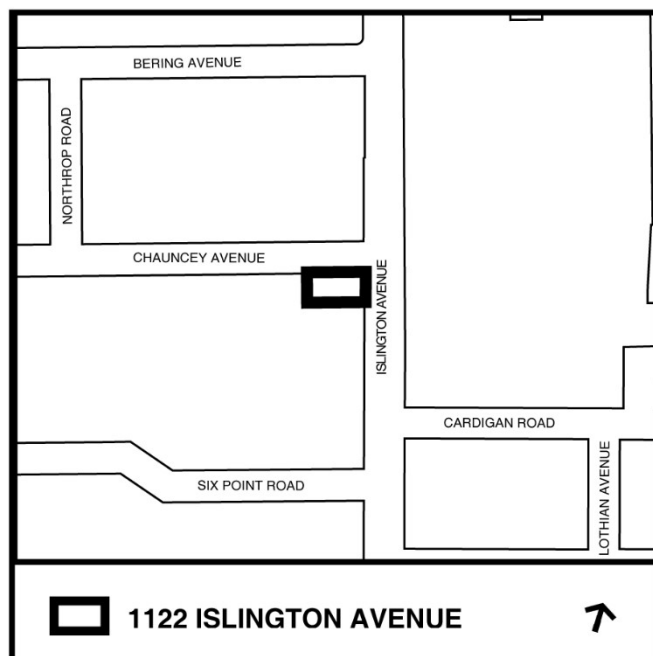 BERING AVENUE
NORTHROP ROAD
CHAUNCEY AVENUE
ISLINGTON AVENUE
CARDIGAN ROAD
SIX POINT ROAD
LOTHIAN AVENUE
1122 ISLINGTON AVENUE